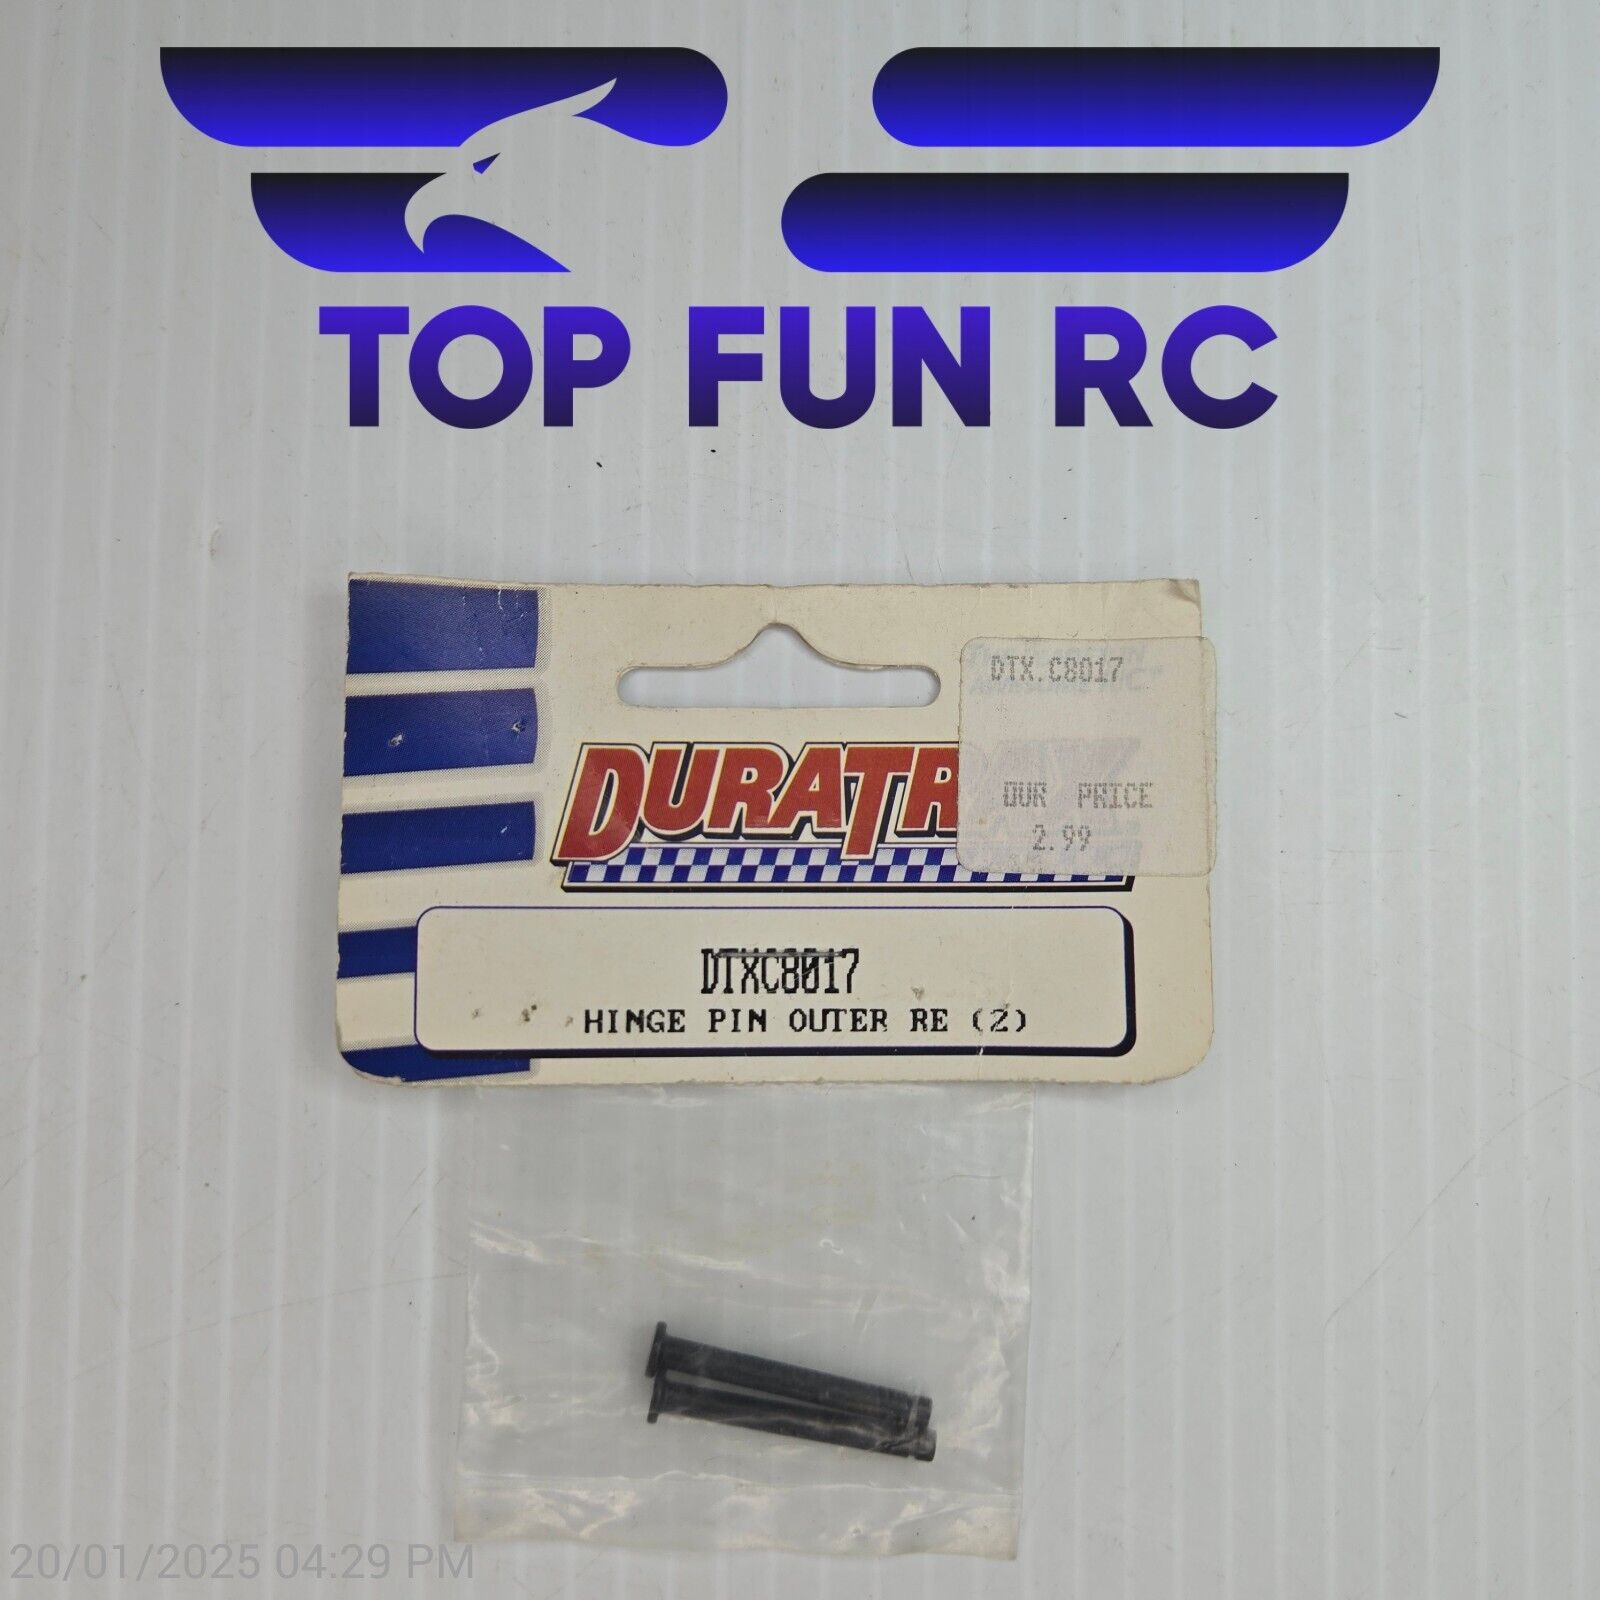 TOP FUN RC
DTX.C8017
DURATR
OUR PRICE
2.99
DTXC8017
HINGE PIN OUTER RE (2)
20/01/2025 04:29 PM